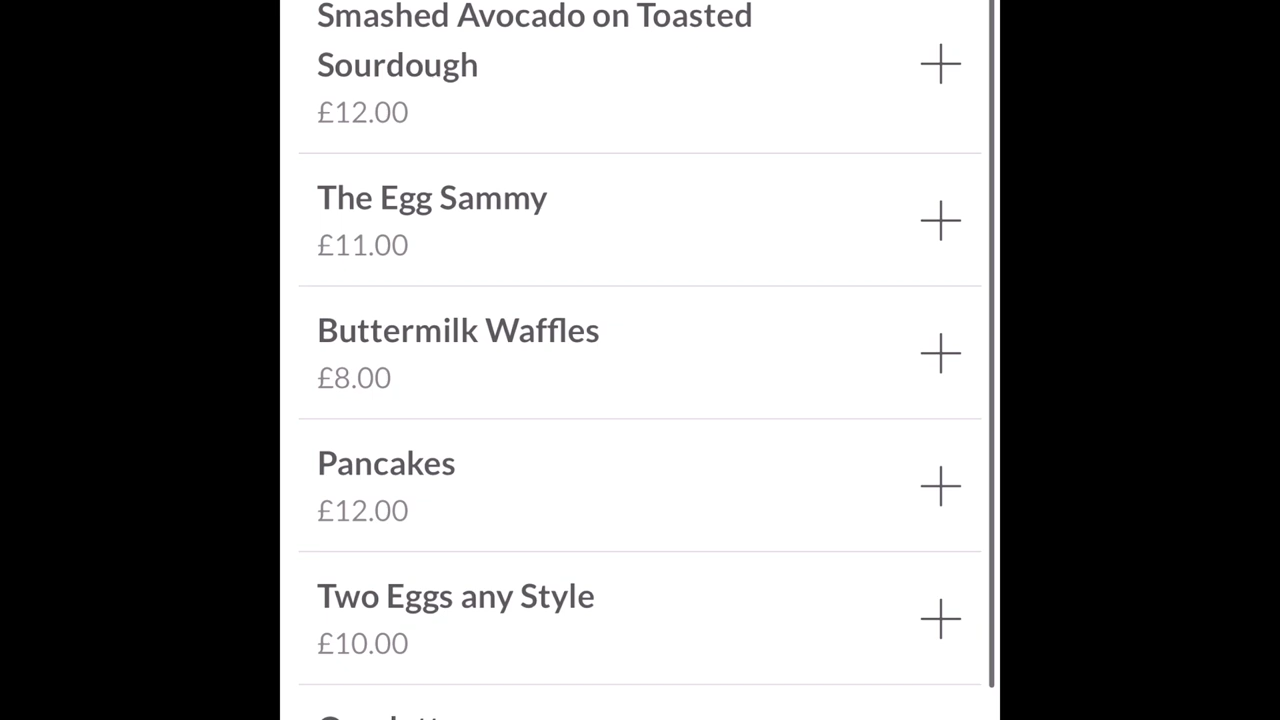 Smashed Avocado on Toasted
Sourdough
£12.00
The Egg Sammy
£11.00
Buttermilk Waffles
£8.00
Pancakes
£12.00
Two Eggs any Style
£10.00